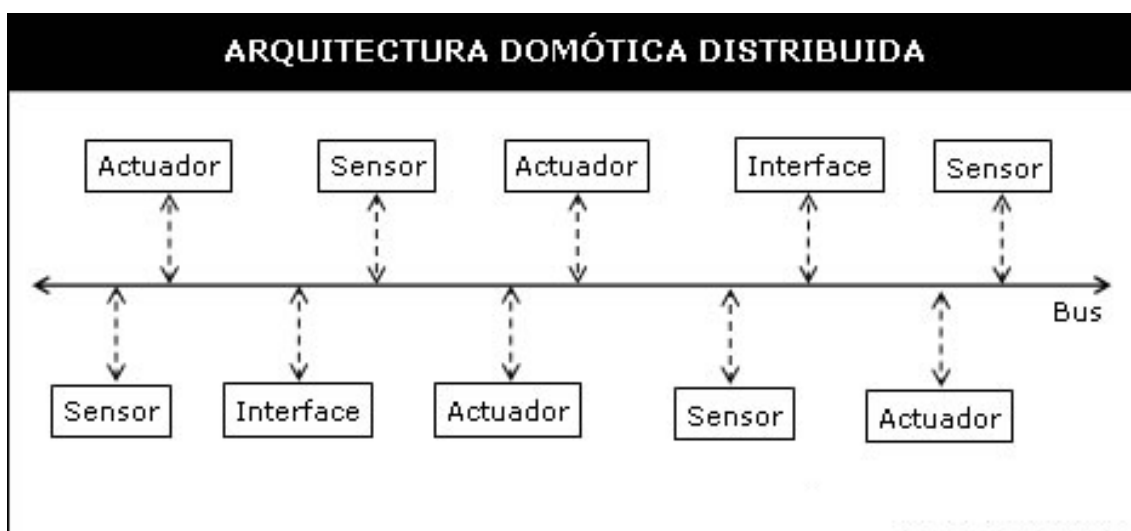 ARQUITECTURA DOMÓTICA DISTRIBUIDA
Actuador
Sensor
Actuador
Interface
Sensor
Bus
Sensor
Interface
Actuador
Sensor
Actuador